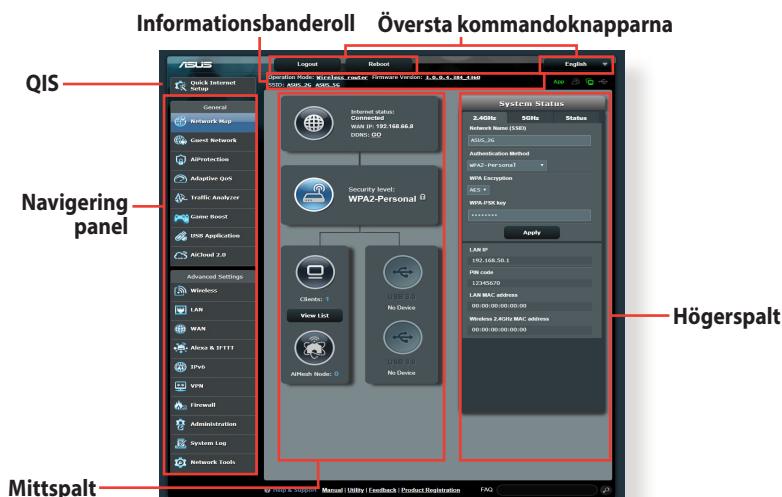 Informationsbanderoll
Översta kommandoknapparna
QIS
Navigering
panel
Mittspalt
Högerspalt
ASUS
Logout
Reboot
English
Quick Internet
Setup
Operation Mode: Wireless router Firmware Version: 3.0.0.4.384_4360
SSID: ASUS_2G ASUS_5G
App
General
Network Map
Guest Network
AiProtection
Adaptive QoS
Traffic Analyzer
Game Boost
USB Application
AiCloud 2.0
Advanced Settings
Wireless
LAN
WAN
Alexa & IFTTT
IPv6
VPN
Firewall
Administration
System Log
Network Tools
Internet status:
Connected
WAN IP: 192.168.66.8
DDNS: GO
Security level:
WPA2-Personal
Clients: 1
View List
AiMesh Node: 0
USB 3.0
No Device
USB 3.0
No Device
System Status
2.4GHz 5GHz Status
Network Name (SSID)
ASUS_2G
Authentication Method
WPA2-Personal
WPA Encryption
AES
WPA-PSK key
••••••••
Apply
LAN IP
192.168.50.1
PIN code
12345670
LAN MAC address
00:00:00:00:00:00
Wireless 2.4GHz MAC address
00:00:00:00:00:00
Help & Support Manual | Utility | Feedback | Product Registration FAQ